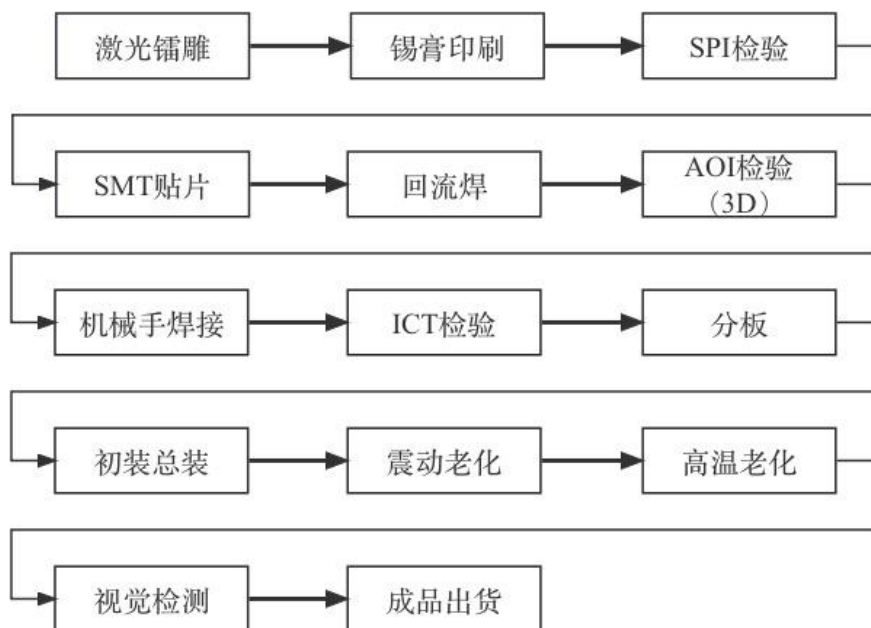 激光镭雕
锡膏印刷
SPI检验
SMT贴片
回流焊
AOI检验
（3D）
机械手焊接
ICT检验
分板
初装总装
震动老化
高温老化
视觉检测
成品出货